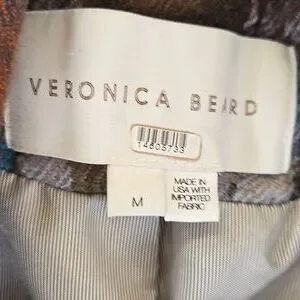 VERONICA BEARD
14605733
M
MADE IN
USA WITH
IMPORTED
FABRIC